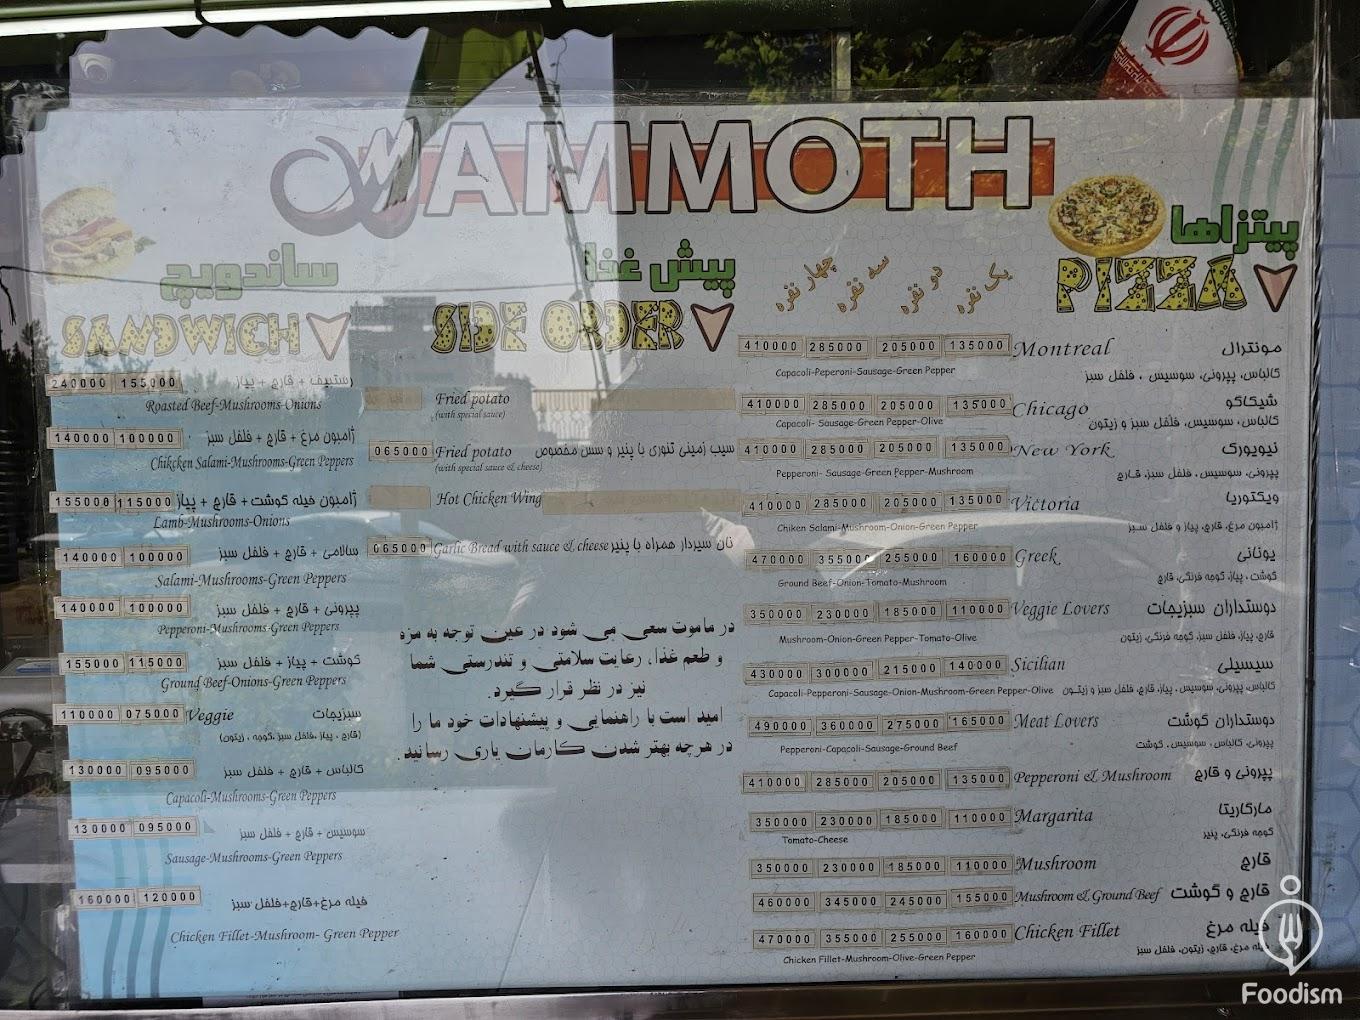 MAMMOTH
ساندویچ
SANDWICH
240000 155000 رستبیف + قارچ + پیاز
Roasted Beef-Mushrooms-Onions
140000 100000 ژامبون مرغ + قارچ + فلفل سبز
Chikcken Salami-Mushrooms-Green Peppers
155000 115000 ژامبون فیله گوشت + قارچ + پیاز
Lamb-Mushrooms-Onions
140000 100000 سالامی + قارچ + فلفل سبز
Salami-Mushrooms-Green Peppers
140000 100000 پپرونی + قارچ + فلفل سبز
Pepperoni-Mushrooms-Green Peppers
155000 115000 گوشت + پیاز + فلفل سبز
Ground Beef-Onions-Green Peppers
110000 075000 Veggie سبزیجات
(قارچ ، پیاز ،فلفل سبز ،گوجه ، زیتون)
130000 095000 کالباس + قارچ + فلفل سبز
Capacoli-Mushrooms-Green Peppers
130000 095000 سوسیس + قارچ + فلفل سبز
Sausage-Mushrooms-Green Peppers
160000 120000 فیله مرغ+قارچ+فلفل سبز
Chicken Fillet-Mushroom- Green Pepper
پیش غذا
SIDE ORDER
Fried potato
(with special sauce)
065000 Fried potato سیب زمینی تنوری با پنیر و سس مخصوص
(with special sauce & cheese)
Hot Chicken Wing
065000 Garlic Bread with sauce & cheese نان سیردار همراه با پنیر
در ماموت سعی می شود در عین توجه به مزه
و طعم غذا، رعایت سلامتی و تندرستی شما
نیز در نظر قرار گیرد.
امید است با راهنمایی و پیشنهادات خود ما را
در هرچه بهتر شدن کارمان یاری رسانید.
پیتزاها
PIZZA
چهار نفره سه نفره دو نفره یک نفره
410000 285000 205000 135000 Montreal مونترال
Capacoli-Peperoni-Sausage-Green Pepper کالباس، پپرونی، سوسیس ، فلفل سبز
410000 285000 205000 135000 Chicago شیکاگو
Capacoli- Sausage-Green Pepper-Olive کالباس، سوسیس، فلفل سبز و زیتون
410000 285000 205000 135000 New York نیویورک
Pepperoni- Sausage-Green Pepper-Mushroom پپرونی، سوسیس ، فلفل سبز، قارچ
410000 285000 205000 135000 Victoria ویکتوریا
Chiken Salami-Mushroom-Onion-Green Pepper ژامبون مرغ، قارچ، پیاز و فلفل سبز
470000 355000 255000 160000 Greek یونانی
Ground Beef-Onion-Tomato-Mushroom گوشت ، پیاز، گوجه فرنگی، قارچ
350000 230000 185000 110000 Veggie Lovers دوستداران سبزیجات
Mushroom-Onion-Green Pepper-Tomato-Olive قارچ، پیاز، فلفل سبز، گوجه فرنگی، زیتون
430000 300000 215000 140000 Sicilian سیسیلی
Capacoli-Pepperoni-Sausage-Onion-Mushroom-Green Pepper-Olive کالباس، پپرونی، سوسیس ، پیاز، قارچ، فلفل سبز و زیتون
490000 360000 275000 165000 Meat Lovers دوستداران گوشت
Pepperoni-Capacoli-Sausage-Ground Beef پپرونی، کالباس ، سوسیس ، گوشت
410000 285000 205000 135000 Pepperoni & Mushroom پپرونی و قارچ
350000 230000 185000 110000 Margarita مارگاریتا
Tomato-Cheese گوجه فرنگی، پنیر
350000 230000 185000 110000 Mushroom قارچ
460000 345000 245000 155000 Mushroom & Ground Beef قارچ و گوشت
470000 355000 255000 160000 Chicken Fillet فیله مرغ
Chicken Fillet-Mushroom-Olive-Green Pepper فیله مرغ، قارچ، زیتون، فلفل سبز
Foodism